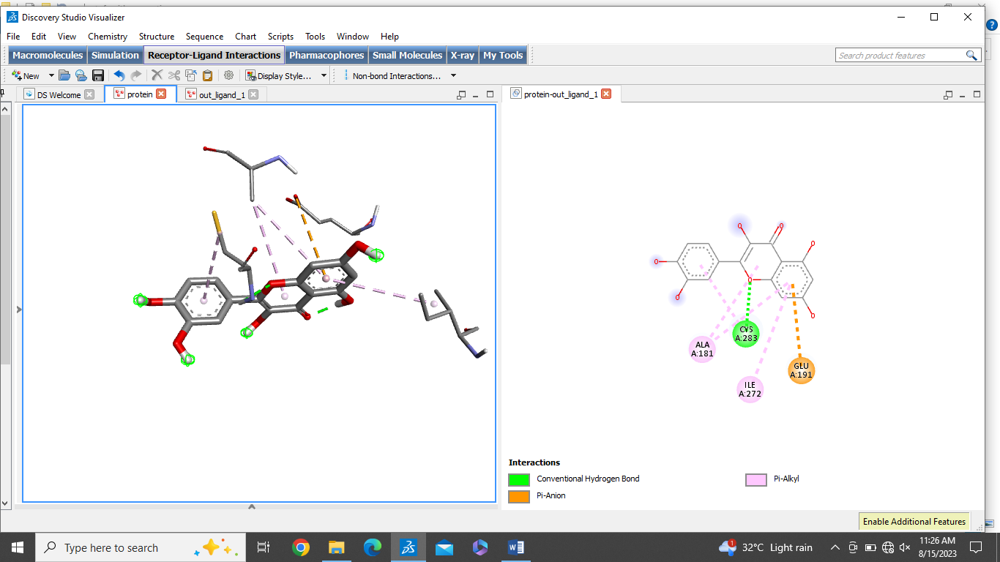 Discovery Studio Visualizer
File Edit View Chemistry Structure Sequence Chart Scripts Tools Window Help
Macromolecules Simulation Receptor-Ligand Interactions Pharmacophores Small Molecules X-ray My Tools
Search product features
New Display Style... Non-bond Interactions...
DS Welcome protein out_ligand_1
protein-out_ligand_1
O O O
O O
O O
CYS
A:283
ALA
A:181
GLU
A:191
ILE
A:272
Interactions
Conventional Hydrogen Bond
Pi-Anion
Pi-Alkyl
Enable Additional Features
Type here to search
32°C Light rain
11:26 AM
8/15/2023